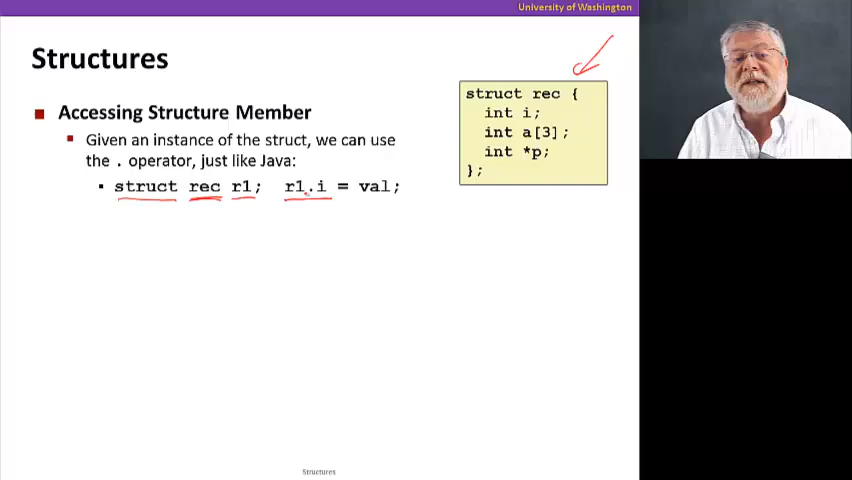 University of Washington
Structures
Accessing Structure Member
Given an instance of the struct, we can use
the . operator, just like Java:
struct rec r1; r1.i = val;
struct rec {
int i;
int a[3];
int *p;
};
Structures